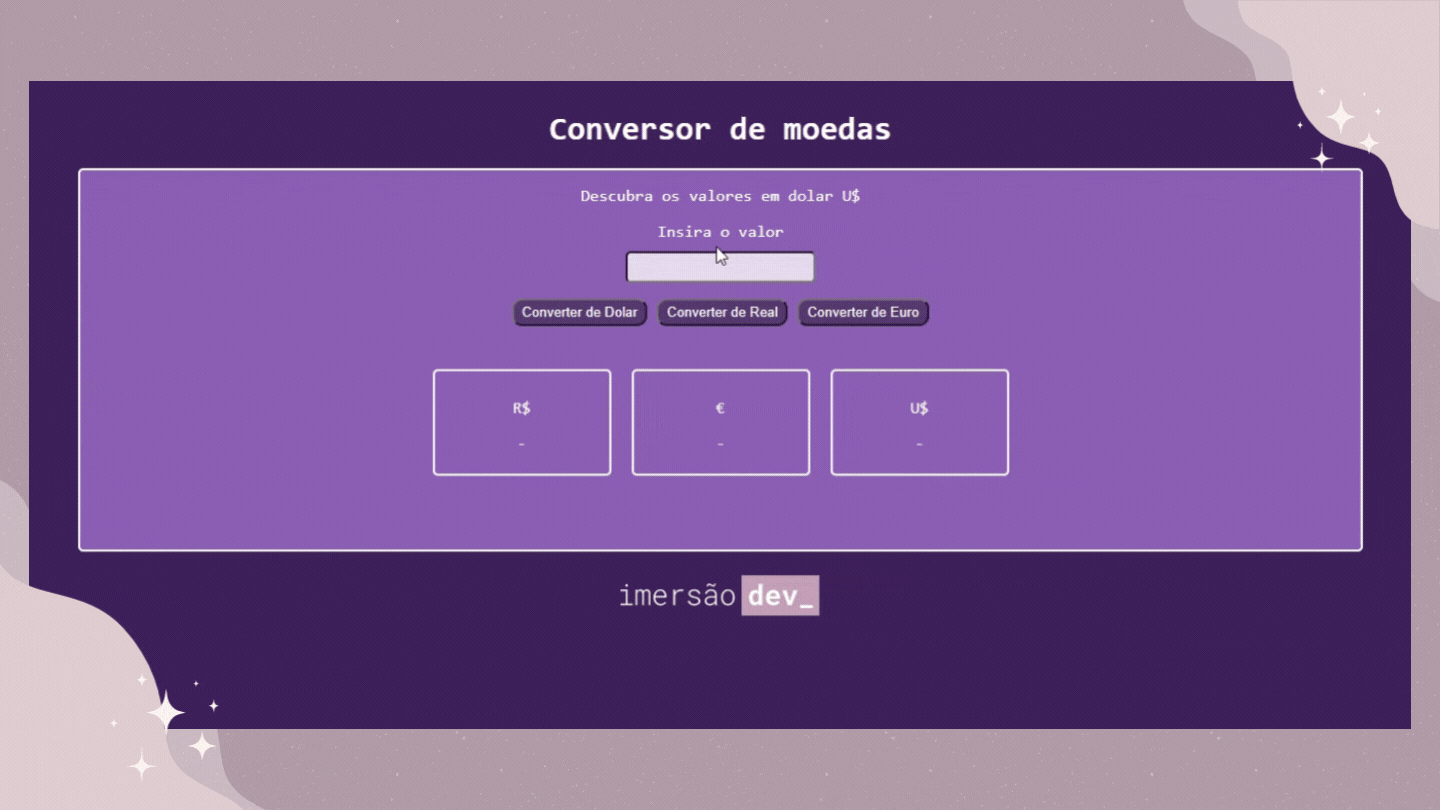 Conversor de moedas
Descubra os valores em dolar U$
Insira o valor
Converter de Dolar Converter de Real Converter de Euro
R$ € U$
- - -
imersão dev_